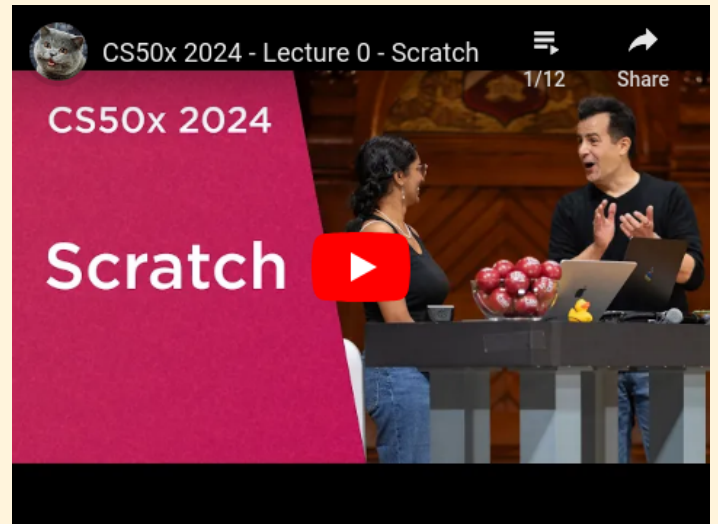 CS50x 2024 - Lecture 0 - Scratch
1/12
Share
CS50x 2024
Scratch